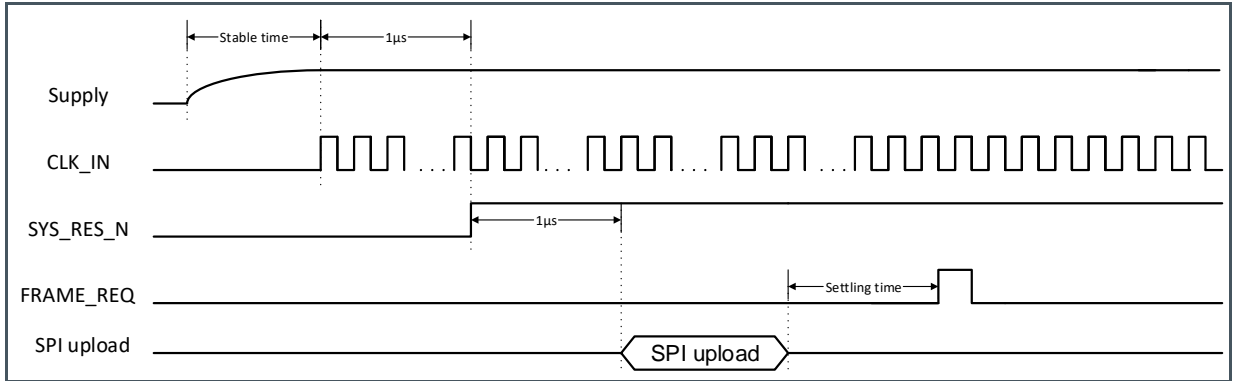 Stable time
1µs
Supply
CLK_IN
. . .
. . .
. . .
. . .
SYS_RES_N
1µs
FRAME_REQ
Settling time
SPI upload
SPI upload